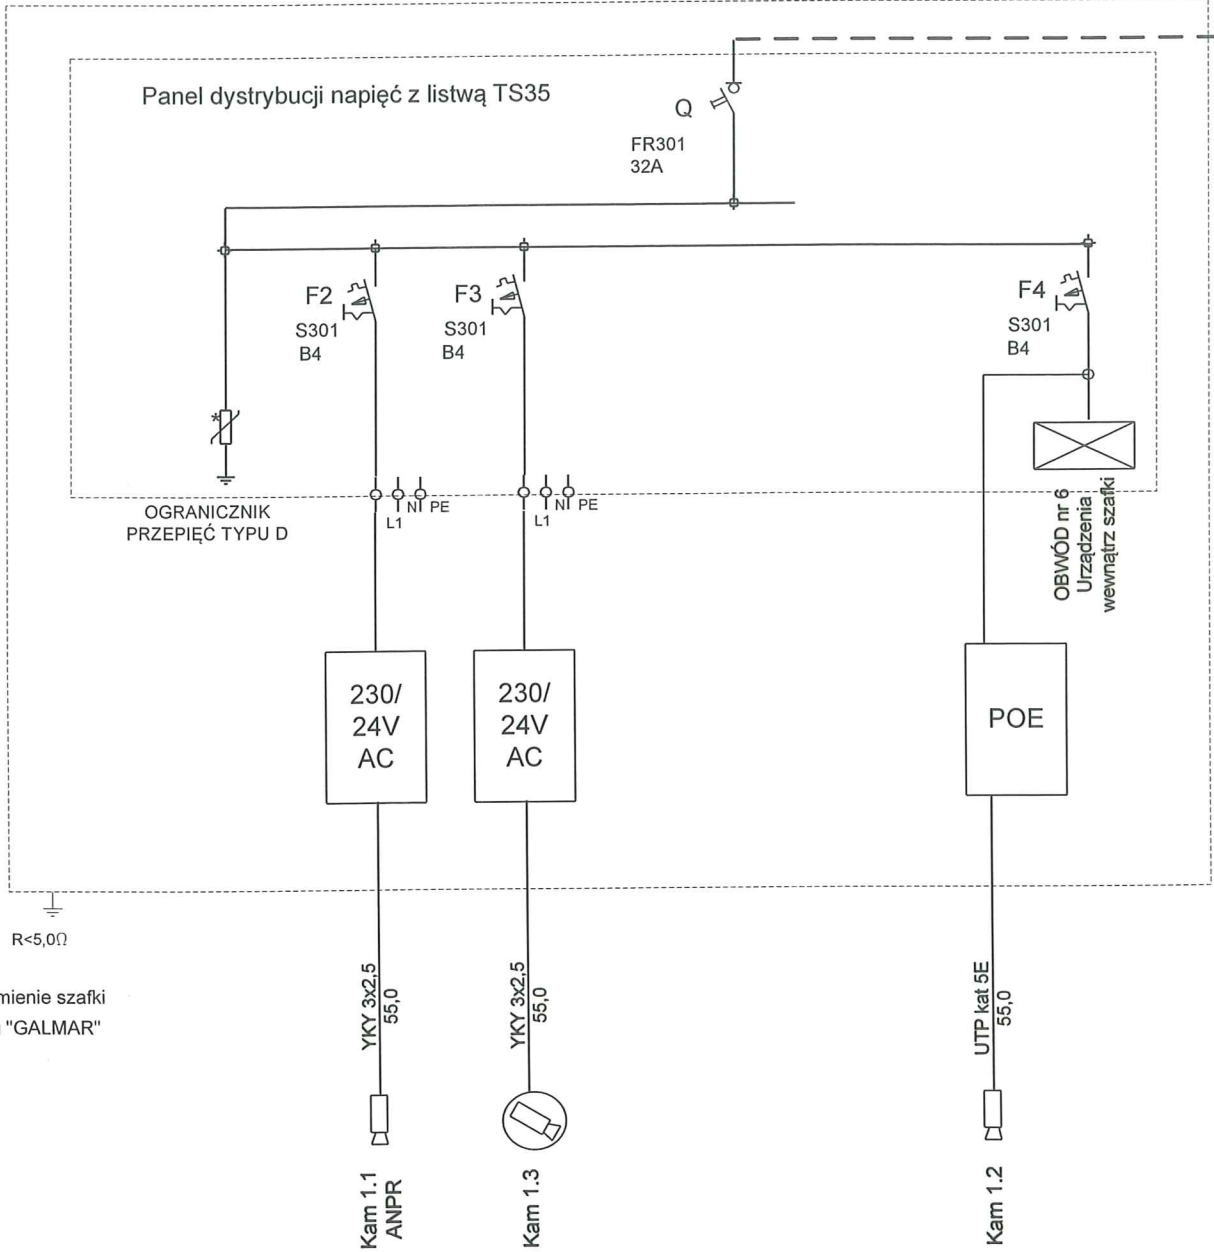 Panel dystrybucji napięć z listwą TS35
Q
FR301
32A
F2
S301
B4
F3
S301
B4
F4
S301
B4
*
OGRANICZNIK
PRZEPIĘĆ TYPU D
L1
N
PE
L1
N
PE
OBWÓD nr 6
Urządzenia
wewnątrz szafki
230/
24V
AC
230/
24V
AC
POE
R<5,0Ω
mienie szafki
"GALMAR"
YKY 3x2,5
55,0
YKY 3x2,5
55,0
UTP kat 5E
55,0
Kam 1.1
ANPR
Kam 1.3
Kam 1.2